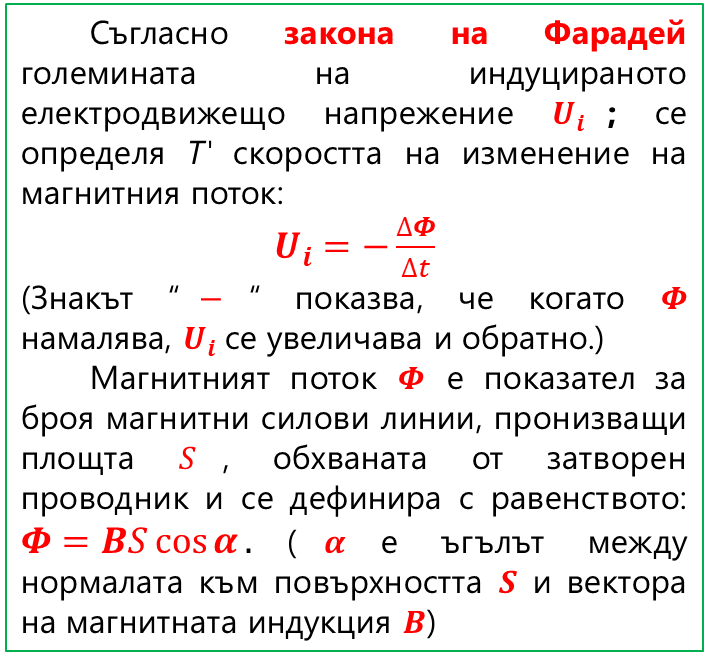 Съгласно закона на Фарадей
големината на индуцираното
електродвижещо напрежение Uᵢ ; се
определя T' скоростта на изменение на
магнитния поток:
Uᵢ = − ΔΦ/Δt
(Знакът “ − “ показва, че когато Φ
намалява, Uᵢ се увеличава и обратно.)
Магнитният поток Φ е показател за
броя магнитни силови линии, пронизващи
площта S , обхваната от затворен
проводник и се дефинира с равенството:
Φ = BS cos α. ( α е ъгълът между
нормалата към повърхността S и вектора
на магнитната индукция B)